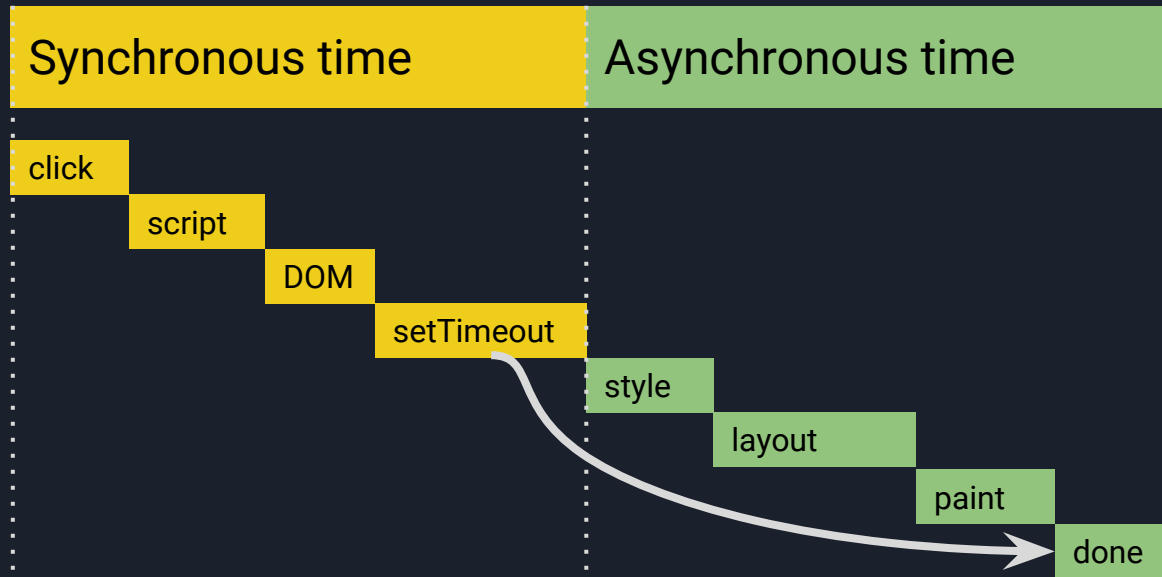 Synchronous time
Asynchronous time
click
script
DOM
setTimeout
style
layout
paint
done